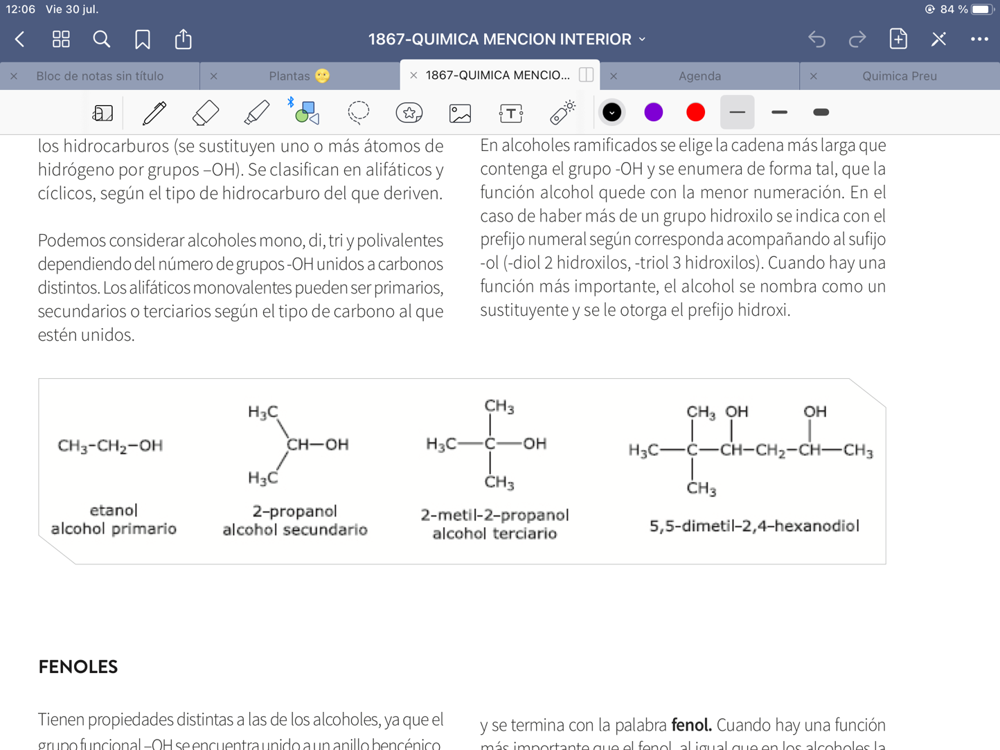 12:06 Vie 30 jul.
84 %
1867-QUIMICA MENCION INTERIOR
Bloc de notas sin título
Plantas
1867-QUIMICA MENCIO...
Agenda
Quimica Preu
los hidrocarburos (se sustituyen uno o más átomos de
hidrógeno por grupos –OH). Se clasifican en alifáticos y
cíclicos, según el tipo de hidrocarburo del que deriven.
Podemos considerar alcoholes mono, di, tri y polivalentes
dependiendo del número de grupos -OH unidos a carbonos
distintos. Los alifáticos monovalentes pueden ser primarios,
secundarios o terciarios según el tipo de carbono al que
estén unidos.
En alcoholes ramificados se elige la cadena más larga que
contenga el grupo -OH y se enumera de forma tal, que la
función alcohol quede con la menor numeración. En el
caso de haber más de un grupo hidroxilo se indica con el
prefijo numeral según corresponda acompañando al sufijo
-ol (-diol 2 hidroxilos, -triol 3 hidroxilos). Cuando hay una
función más importante, el alcohol se nombra como un
sustituyente y se le otorga el prefijo hidroxi.
CH₃–CH₂–OH
etanol
alcohol primario
H₃C
CH—OH
H₃C
2-propanol
alcohol secundario
CH₃
H₃C—C—OH
CH₃
2-metil-2-propanol
alcohol terciario
CH₃ OH OH
H₃C—C—CH–CH₂–CH—CH₃
CH₃
5,5-dimetil-2,4-hexanodiol
FENOLES
Tienen propiedades distintas a las de los alcoholes, ya que el
grupo funcional –OH se encuentra unido a un anillo bencénico.
y se termina con la palabra fenol. Cuando hay una función
más importante que el fenol, al igual que en los alcoholes la